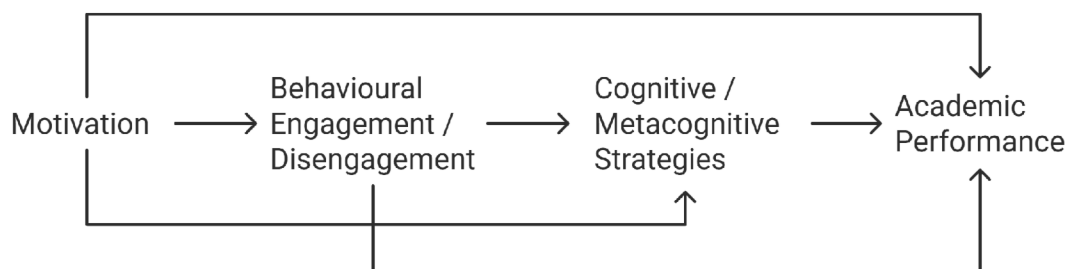 Motivation
Behavioural
Engagement /
Disengagement
Cognitive /
Metacognitive
Strategies
Academic
Performance